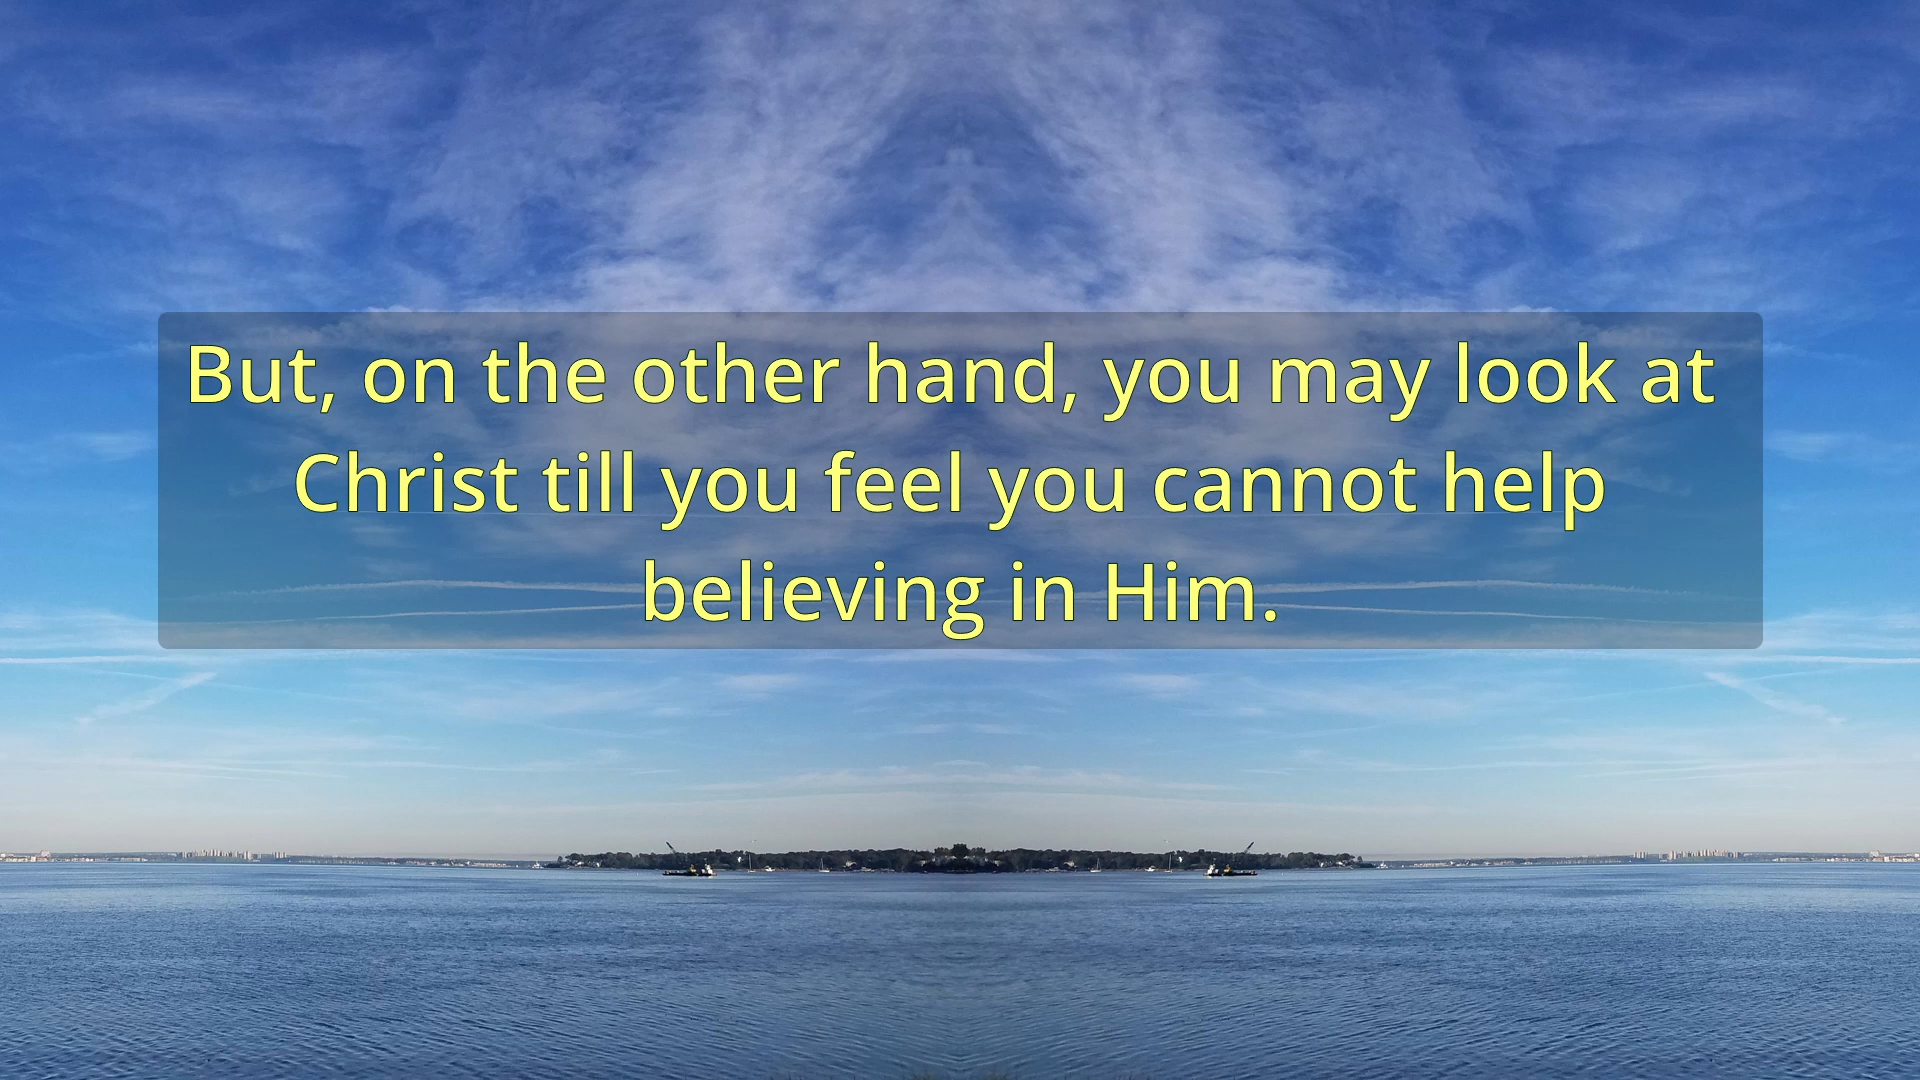 But, on the other hand, you may look at
Christ till you feel you cannot help
believing in Him.